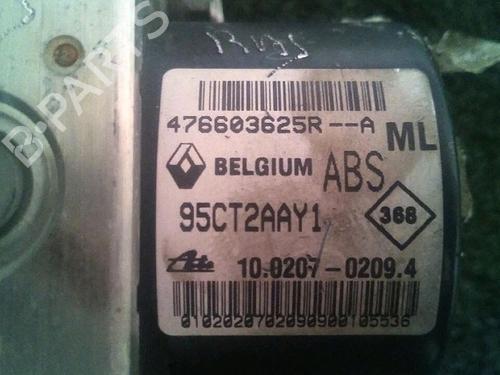 B-PARTS
476603625R--A
ML
BELGIUM ABS
95CT2AAY1
368
Ate 10.0207-0209.4
0102020702090900105536